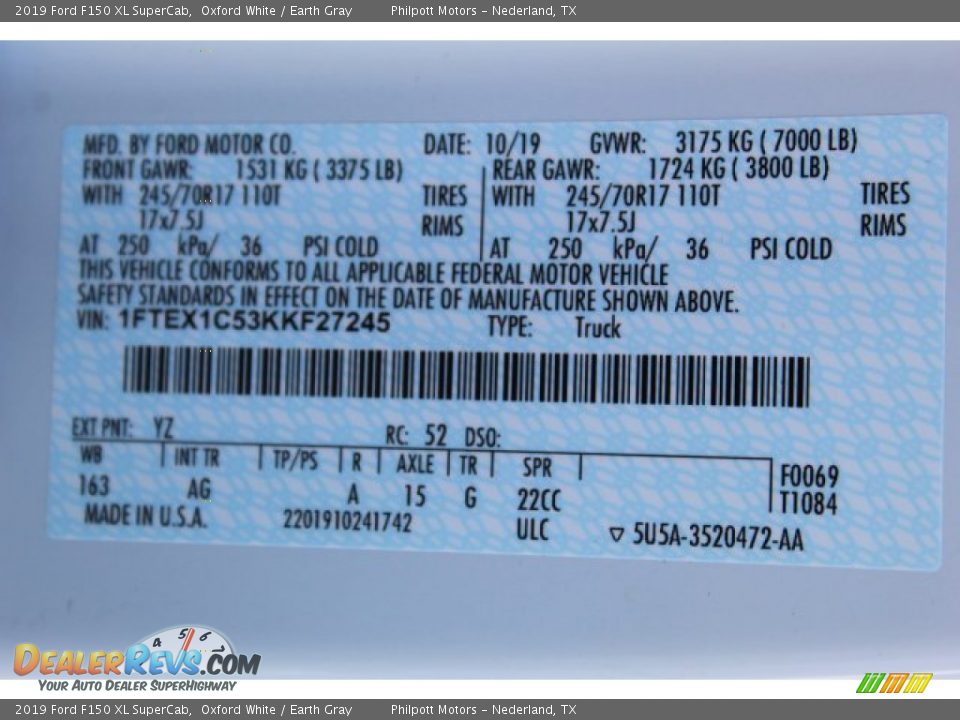 2019 Ford F150 XL SuperCab, Oxford White / Earth Gray Philpott Motors - Nederland, TX
MFD. BY FORD MOTOR CO. DATE: 10/19 GVWR: 3175 KG ( 7000 LB)
FRONT GAWR: 1531 KG ( 3375 LB) REAR GAWR: 1724 KG ( 3800 LB)
WITH 245/70R17 110T TIRES WITH 245/70R17 110T TIRES
17x7.5J RIMS 17x7.5J RIMS
AT 250 kPa/ 36 PSI COLD AT 250 kPa/ 36 PSI COLD
THIS VEHICLE CONFORMS TO ALL APPLICABLE FEDERAL MOTOR VEHICLE
SAFETY STANDARDS IN EFFECT ON THE DATE OF MANUFACTURE SHOWN ABOVE.
VIN: 1FTEX1C53KKF27245 TYPE: Truck
EXT PNT: YZ RC: 52 DSO:
WB INT TR TP/PS R AXLE TR SPR F0069
163 AG A 15 G 22CC T1084
MADE IN U.S.A. 2201910241742 ULC ▽ 5U5A-3520472-AA
4 5 6
DEALERREVS.COM
YOUR AUTO DEALER SUPERHIGHWAY
2019 Ford F150 XL SuperCab, Oxford White / Earth Gray Philpott Motors - Nederland, TX